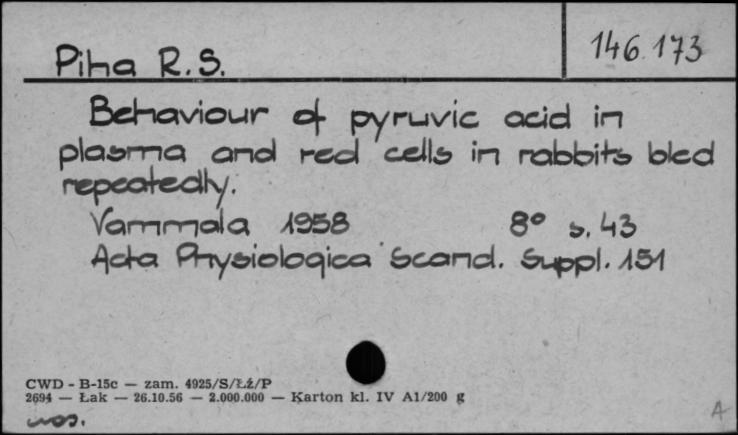 Piha R.S.
146.173
Behaviour of pyruvic acid in
plasma and red cells in rabbits bled
repeatedly.
Vammala 1958 8° s. 43
Acta Physiologica Scand. Suppl. 151
CWD - B-15c — zam. 4925/S/Łź/P
2694 — Łak — 26.10.56 — 2.000.000 — Karton kl. IV A1/200 g
A